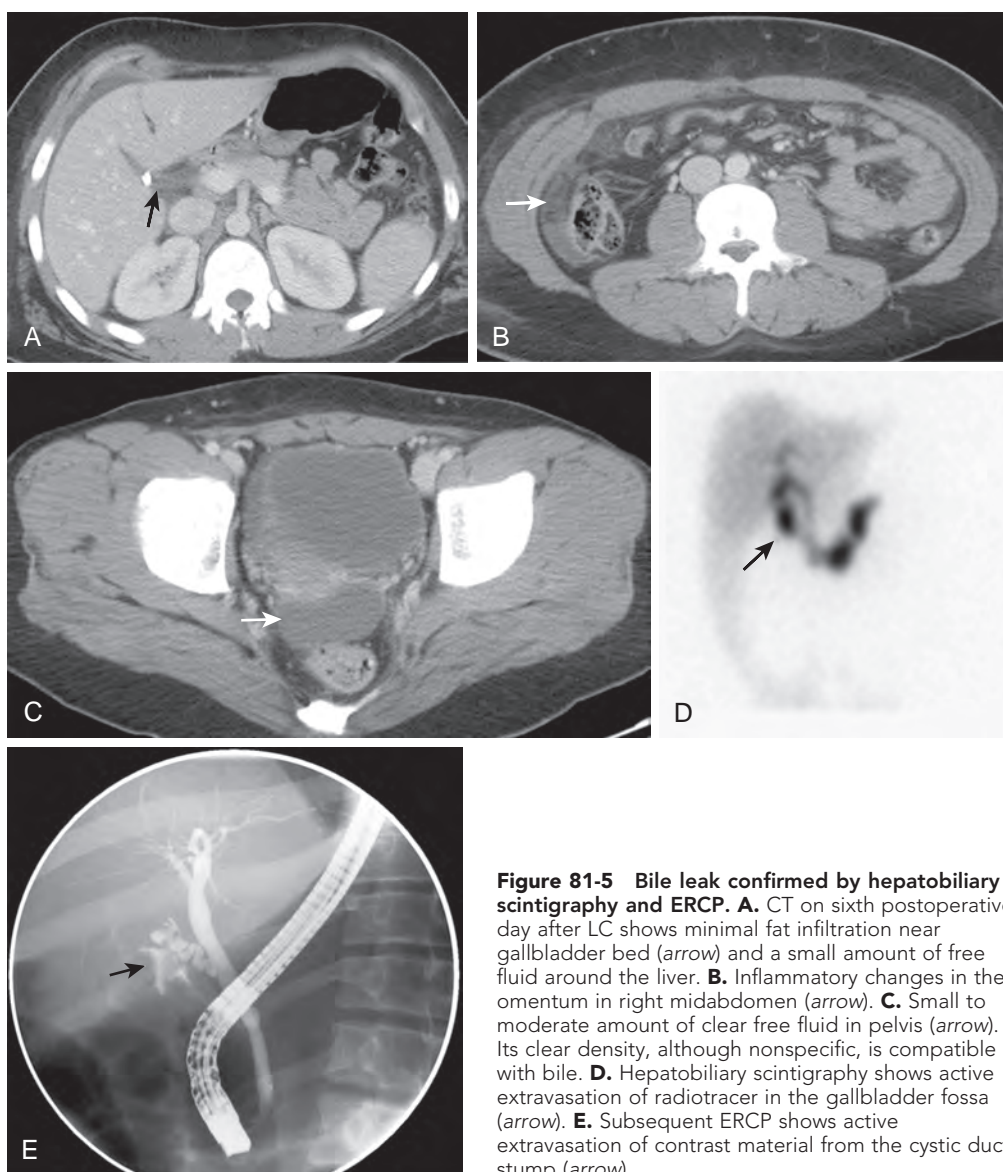 A
B
C
D
E
Figure 81-5 Bile leak confirmed by hepatobiliary
scintigraphy and ERCP. A. CT on sixth postoperative
day after LC shows minimal fat infiltration near
gallbladder bed (arrow) and a small amount of free
fluid around the liver. B. Inflammatory changes in the
omentum in right midabdomen (arrow). C. Small to
moderate amount of clear free fluid in pelvis (arrow).
Its clear density, although nonspecific, is compatible
with bile. D. Hepatobiliary scintigraphy shows active
extravasation of radiotracer in the gallbladder fossa
(arrow). E. Subsequent ERCP shows active
extravasation of contrast material from the cystic duc
stump (arrow)